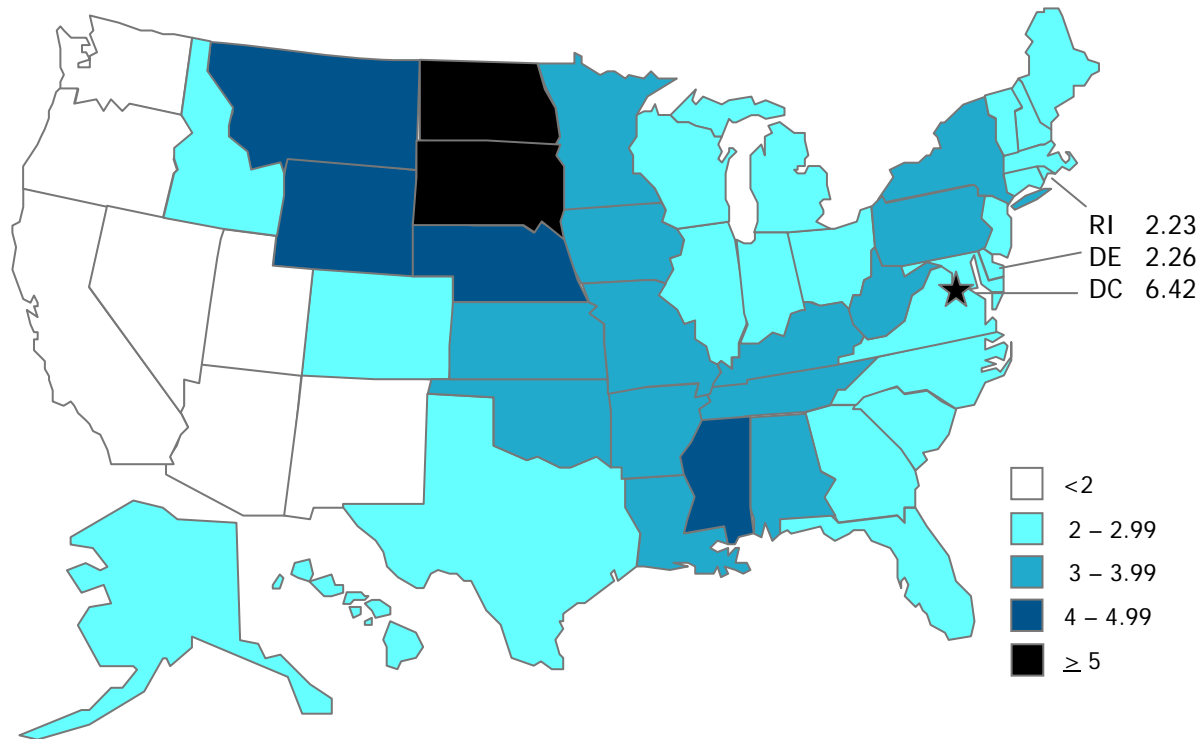 RI 2.23
DE 2.26
DC 6.42
<2
2 – 2.99
3 – 3.99
4 – 4.99
≥ 5